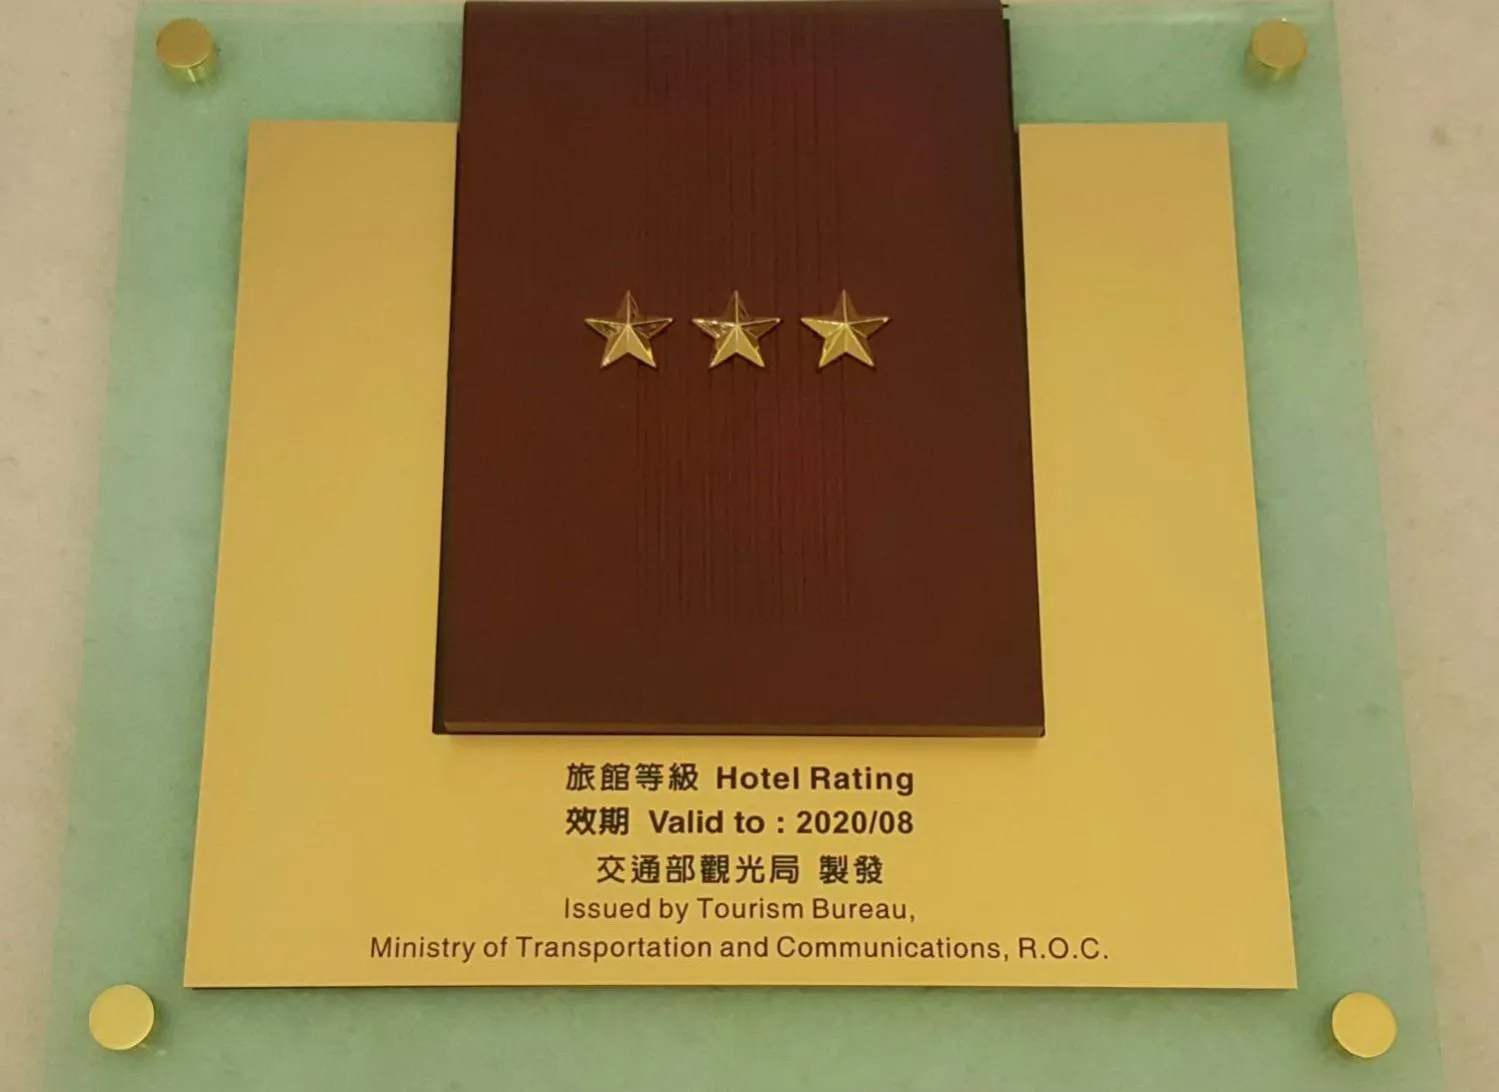 旅館等級 Hotel Rating
效期 Valid to : 2020/08
交通部觀光局 製發
Issued by Tourism Bureau,
Ministry of Transportation and Communications, R.O.C.